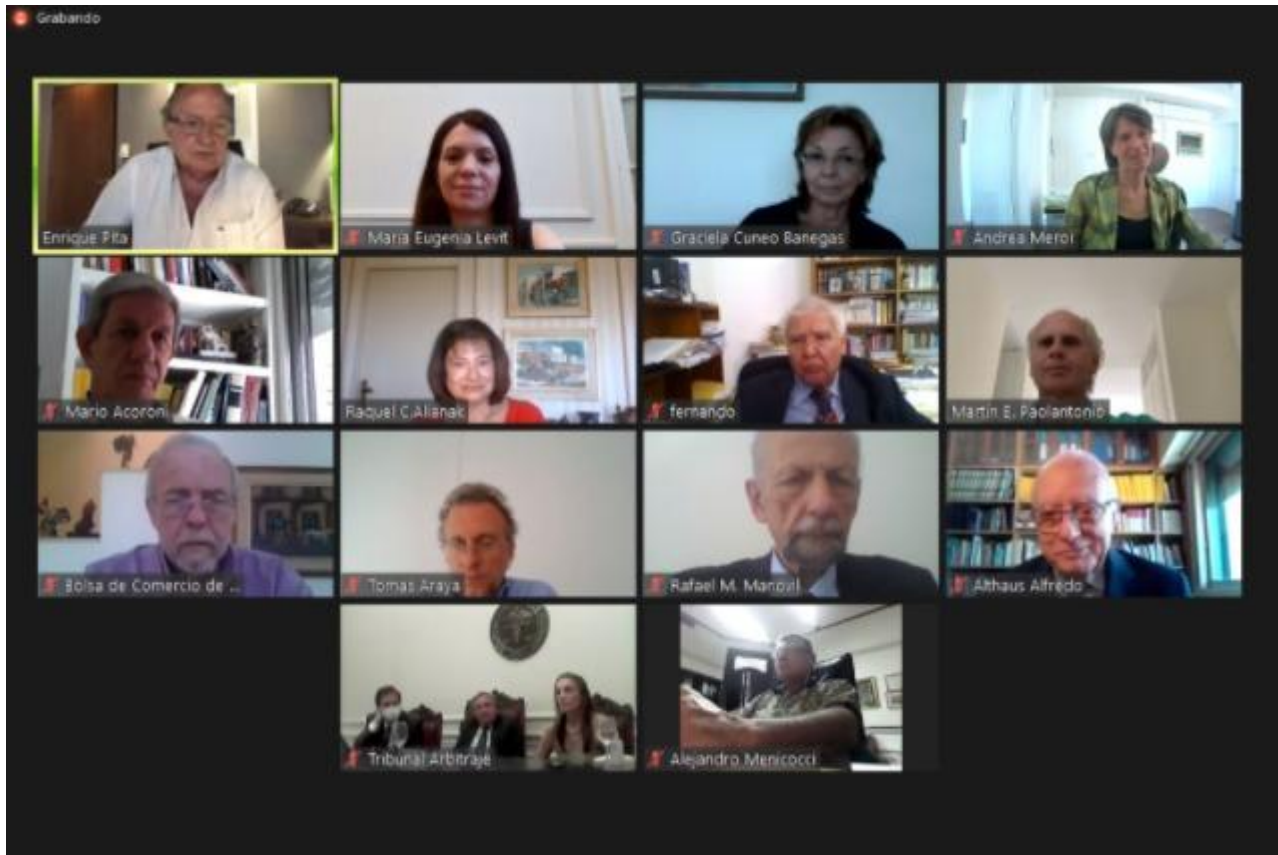 Grabando
Enrique Pita
Maria Eugenia Levit
Graciela Cuneo Banegas
Andrea Meroi
Mario Acoroni
Raquel C.Alianak
fernando
Martin E. Paolantonio
Bolsa de Comercio de ...
Tomas Araya
Rafael M. Manovil
Althaus Alfredo
Tribunal Arbitraje
Alejandro Menicocci